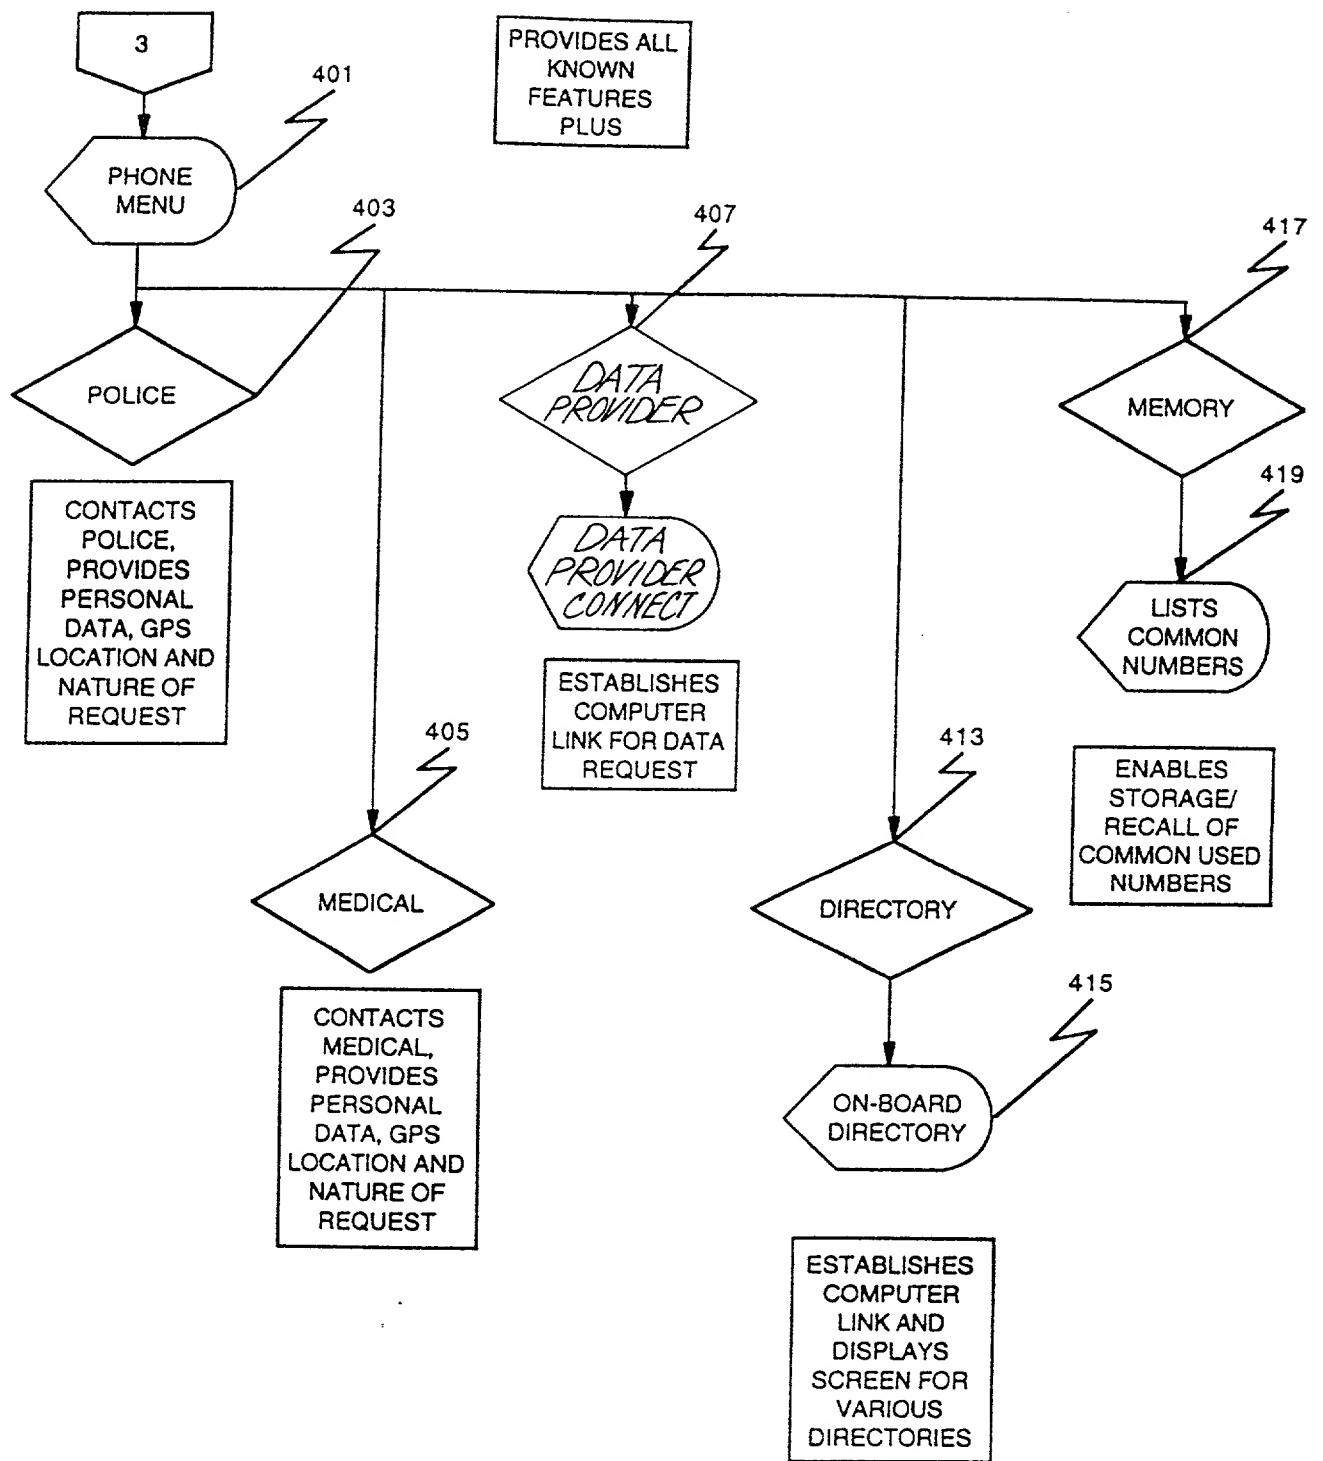 3
PROVIDES ALL
KNOWN
FEATURES
PLUS
401
PHONE
MENU
403
407
417
POLICE
DATA
PROVIDER
MEMORY
CONTACTS
POLICE,
PROVIDES
PERSONAL
DATA, GPS
LOCATION AND
NATURE OF
REQUEST
DATA
PROVIDER
CONNECT
419
LISTS
COMMON
NUMBERS
ESTABLISHES
COMPUTER
LINK FOR DATA
REQUEST
405
413
ENABLES
STORAGE/
RECALL OF
COMMON USED
NUMBERS
MEDICAL
DIRECTORY
CONTACTS
MEDICAL,
PROVIDES
PERSONAL
DATA, GPS
LOCATION AND
NATURE OF
REQUEST
415
ON-BOARD
DIRECTORY
ESTABLISHES
COMPUTER
LINK AND
DISPLAYS
SCREEN FOR
VARIOUS
DIRECTORIES